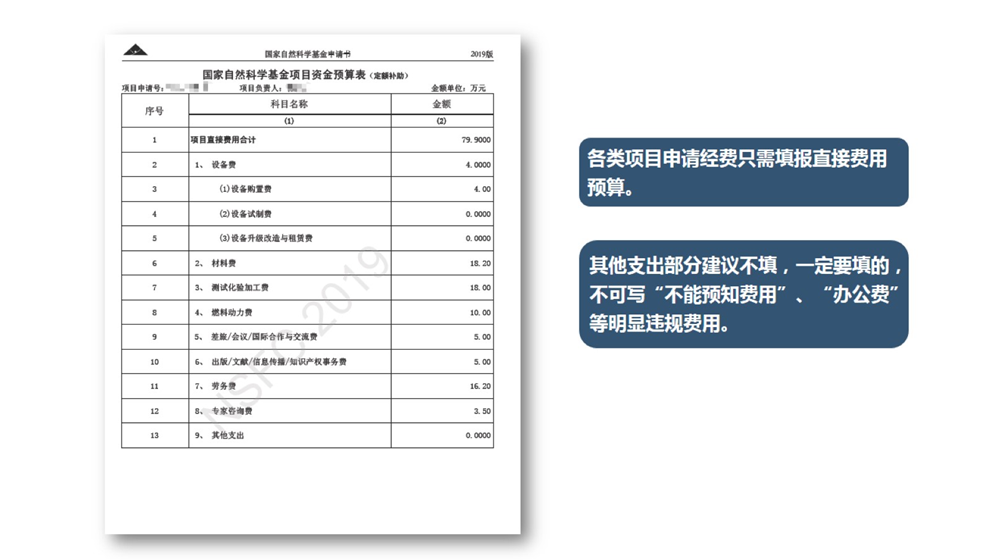 国家自然科学基金申请书 2019版
国家自然科学基金项目资金预算表（定额补助）
项目申请号： 项目负责人： 金额单位：万元
序号 科目名称 金额
(1) (2)
1 项目直接费用合计 79.9000
2 1、 设备费 4.0000
3 (1)设备购置费 4.00
4 (2)设备试制费 0.0000
5 (3)设备升级改造与租赁费 0.0000
6 2、 材料费 18.20
7 3、 测试化验加工费 18.00
8 4、 燃料动力费 10.00
9 5、 差旅/会议/国际合作与交流费 5.00
10 6、 出版/文献/信息传播/知识产权事务费 5.00
11 7、 劳务费 16.20
12 8、 专家咨询费 3.50
13 9、 其他支出 0.0000
NSFC 2019
各类项目申请经费只需填报直接费用
预算。
其他支出部分建议不填，一定要填的，
不可写“不能预知费用”、“办公费”
等明显违规费用。